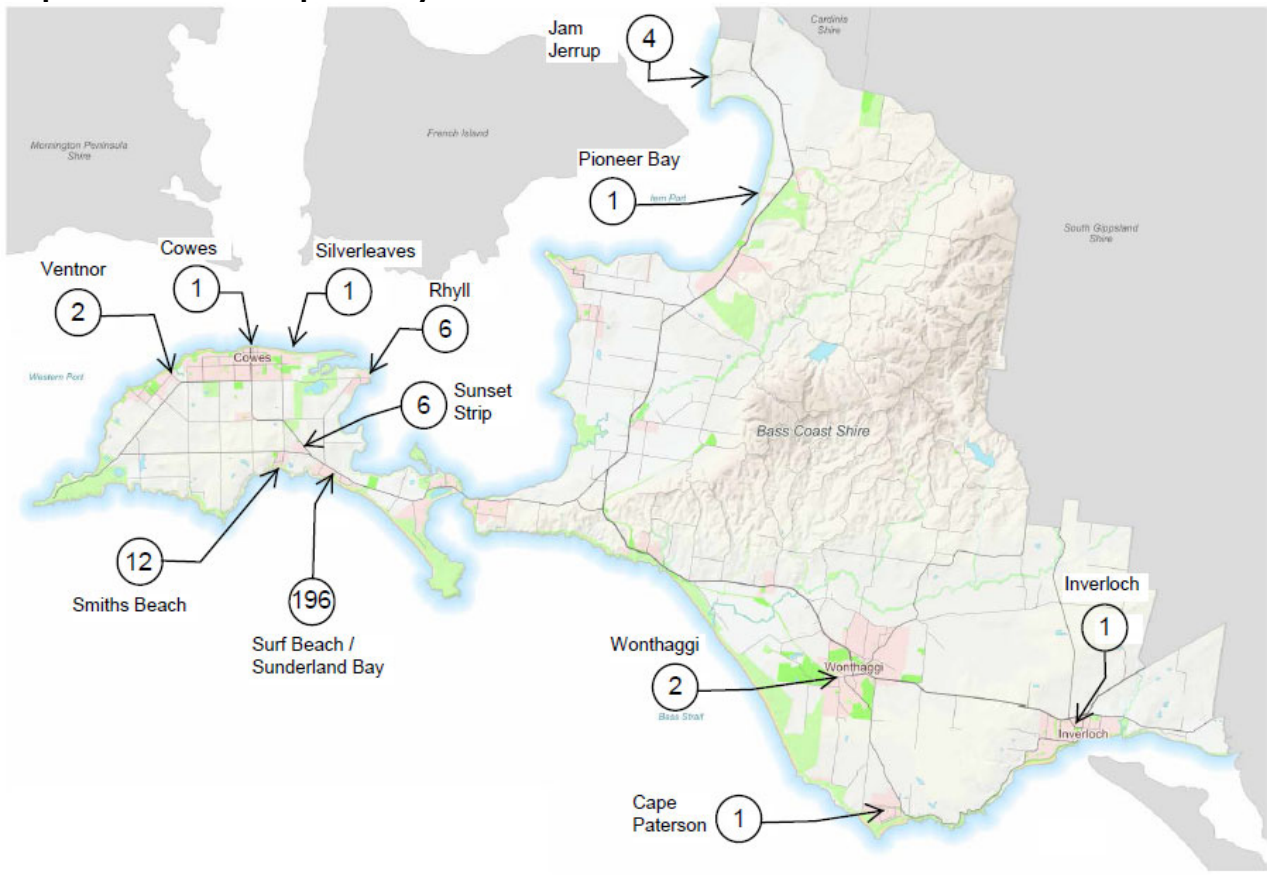 Jam
Jerrup
4
Cardinia
Shire
French Island
Mornington Peninsula
Shire
Pioneer Bay
1
tern Port
South Gippsland
Shire
Cowes
1
Silverleaves
1
Ventnor
2
Rhyll
6
Cowes
Western Port
Sunset
Strip
6
Bass Coast Shire
12
Smiths Beach
196
Surf Beach /
Sunderland Bay
Inverloch
1
Wonthaggi
2
Wonthaggi
Bass Strait
Inverloch
Cape
Paterson
1